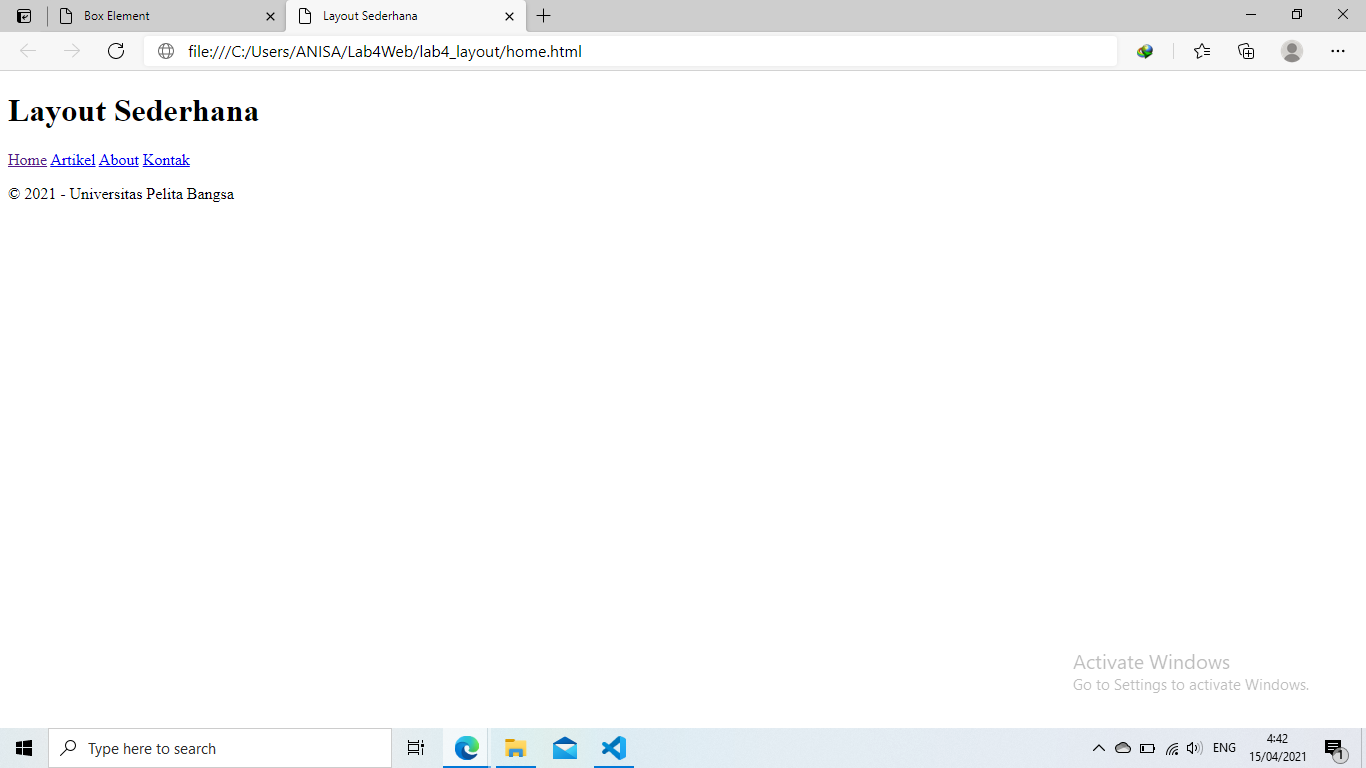 Box Element
Layout Sederhana
file:///C:/Users/ANISA/Lab4Web/lab4_layout/home.html
Layout Sederhana
Home Artikel About Kontak
© 2021 - Universitas Pelita Bangsa
Activate Windows
Go to Settings to activate Windows.
Type here to search
ENG
4:42
15/04/2021
1